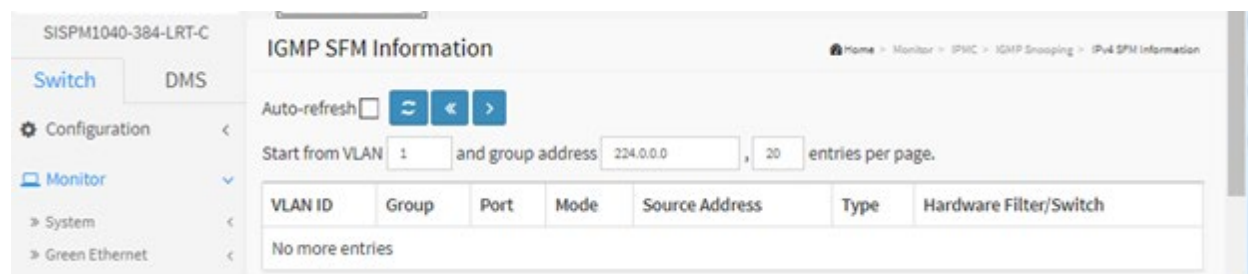 SISPM1040-384-LRT-C
Switch DMS
Configuration
Monitor
System
Green Ethernet
IGMP SFM Information
Home > Monitor > IPMC > IGMP Snooping > IPv4 SFM Information
Auto-refresh
Start from VLAN 1 and group address 224.0.0.0 , 20 entries per page.
VLAN ID Group Port Mode Source Address Type Hardware Filter/Switch
No more entries